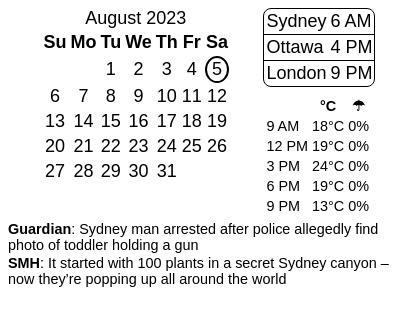 August 2023
Su Mo Tu We Th Fr Sa
1 2 3 4 5
6 7 8 9 10 11 12
13 14 15 16 17 18 19
20 21 22 23 24 25 26
27 28 29 30 31
Sydney 6 AM
Ottawa 4 PM
London 9 PM
°C ☂
9 AM 18°C 0%
12 PM 19°C 0%
3 PM 24°C 0%
6 PM 19°C 0%
9 PM 13°C 0%
Guardian: Sydney man arrested after police allegedly find
photo of toddler holding a gun
SMH: It started with 100 plants in a secret Sydney canyon –
now they’re popping up all around the world